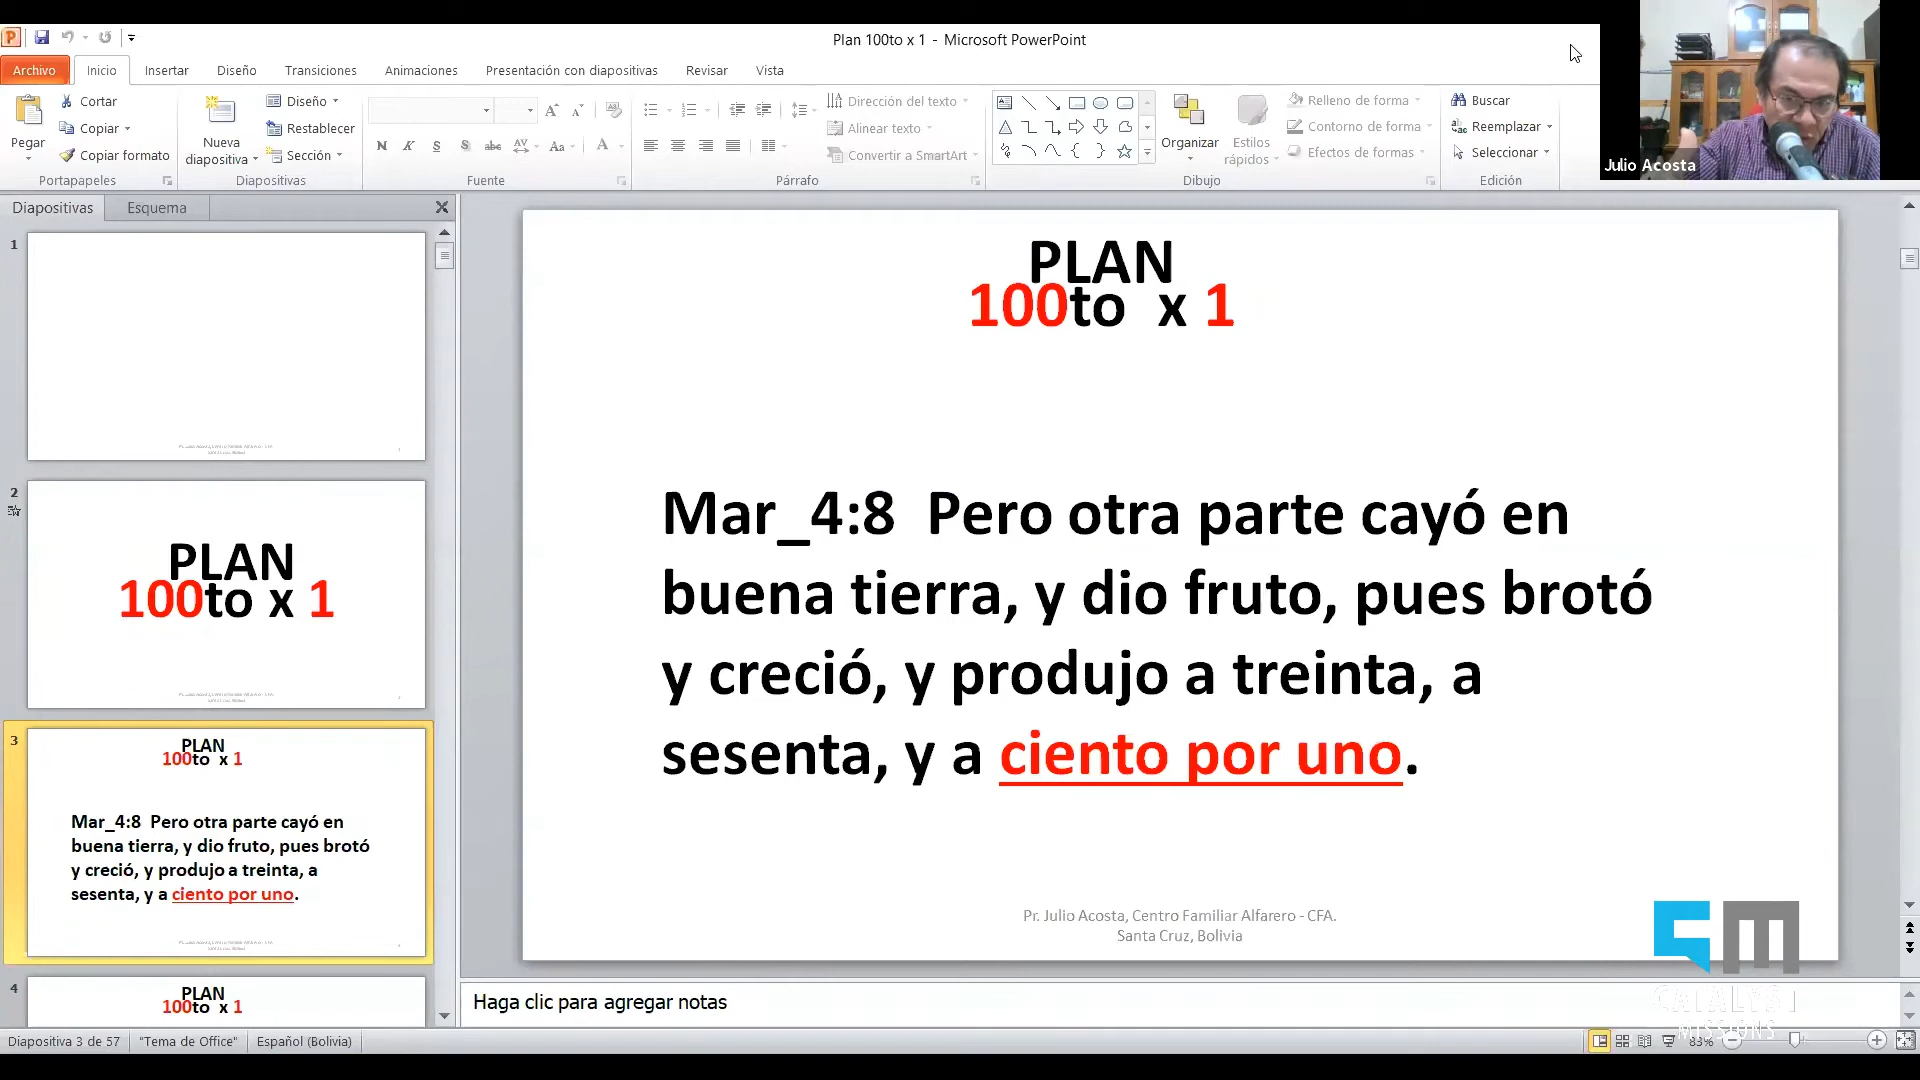 Plan 100to x 1 - Microsoft PowerPoint
Archivo Inicio Insertar Diseño Transiciones Animaciones Presentación con diapositivas Revisar Vista
Pegar
Cortar
Copiar
Copiar formato
Portapapeles
Nueva
diapositiva
Diseño
Restablecer
Sección
Diapositivas
N K S S abc AV Aa A
Fuente
Dirección del texto
Alinear texto
Convertir a SmartArt
Párrafo
Organizar
Estilos
rápidos
Relleno de forma
Contorno de forma
Efectos de formas
Dibujo
Buscar
Reemplazar
Seleccionar
Edición
Julio Acosta
Diapositivas Esquema
1
2
PLAN
100to x 1
3
PLAN
100to x 1
Mar_4:8 Pero otra parte cayó en
buena tierra, y dio fruto, pues brotó
y creció, y produjo a treinta, a
sesenta, y a ciento por uno.
4
PLAN
100to x 1
PLAN
100to x 1
Mar_4:8 Pero otra parte cayó en
buena tierra, y dio fruto, pues brotó
y creció, y produjo a treinta, a
sesenta, y a ciento por uno.
Pr. Julio Acosta, Centro Familiar Alfarero - CFA.
Santa Cruz, Bolivia
CATALYST
MISSIONS
Haga clic para agregar notas
Diapositiva 3 de 57 "Tema de Office" Español (Bolivia) 83%